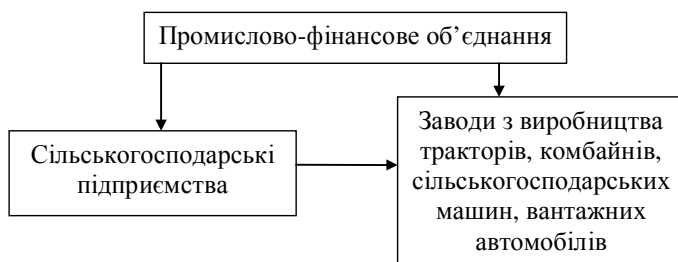 Промислово-фінансове об’єднання
Сільськогосподарські
підприємства
Заводи з виробництва
тракторів, комбайнів,
сільськогосподарських
машин, вантажних
автомобілів